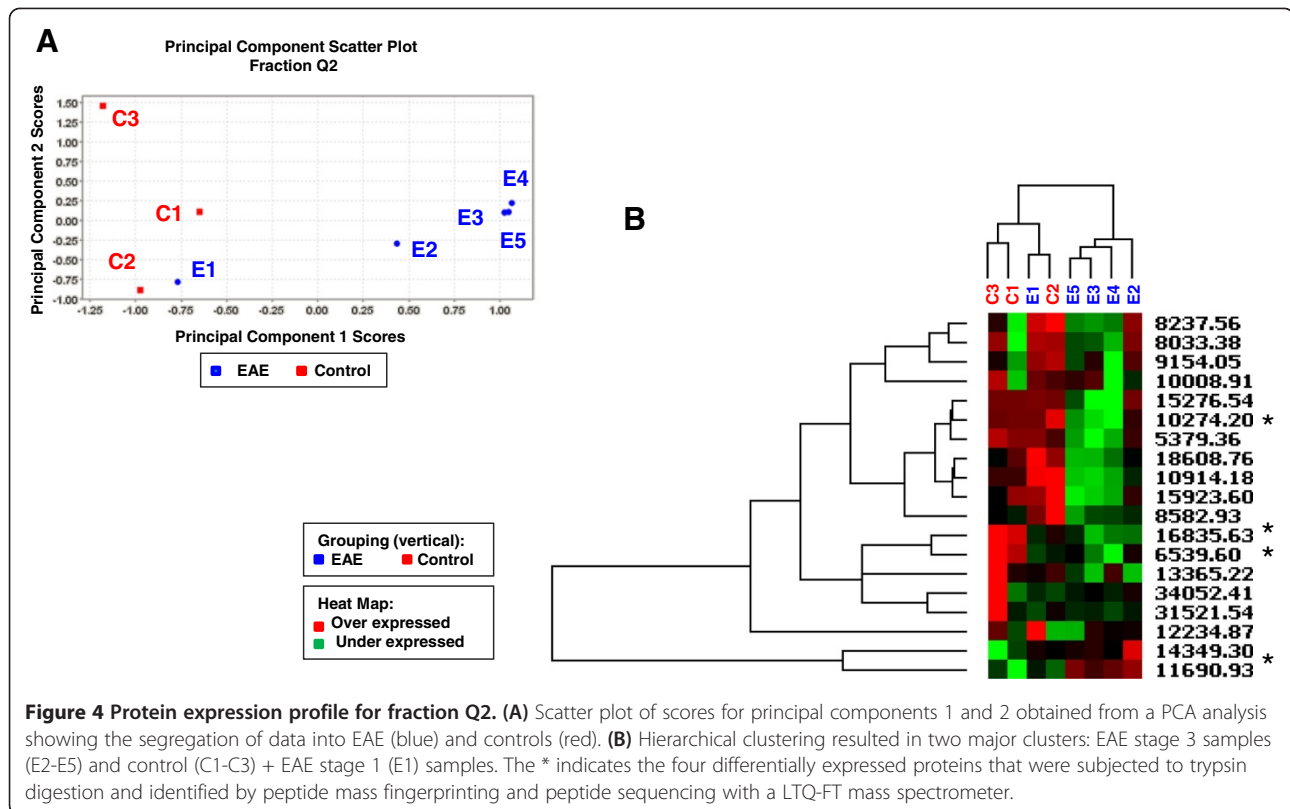 A
Principal Component Scatter Plot
Fraction Q2
Principal Component 2 Scores
1.50
1.25
1.00
0.75
0.50
0.25
0.00
-0.25
-0.50
-0.75
-1.00
C3
C1
C2
E1
E2
E3
E4
E5
-1.25 -1.00 -0.75 -0.50 -0.25 0.00 0.25 0.50 0.75 1.00
Principal Component 1 Scores
EAE Control
B
C3 C1 E1 C2 E5 E3 E4 E2
8237.56
8033.38
9154.05
10008.91
15276.54
10274.20 *
5379.36
18608.76
10914.18
15923.60
8582.93
16835.63 *
6539.60 *
13365.22
34052.41
31521.54
12234.87
14349.30
11690.93 *
Grouping (vertical):
EAE Control
Heat Map:
Over expressed
Under expressed
Figure 4 Protein expression profile for fraction Q2. (A) Scatter plot of scores for principal components 1 and 2 obtained from a PCA analysis
showing the segregation of data into EAE (blue) and controls (red). (B) Hierarchical clustering resulted in two major clusters: EAE stage 3 samples
(E2-E5) and control (C1-C3) + EAE stage 1 (E1) samples. The * indicates the four differentially expressed proteins that were subjected to trypsin
digestion and identified by peptide mass fingerprinting and peptide sequencing with a LTQ-FT mass spectrometer.